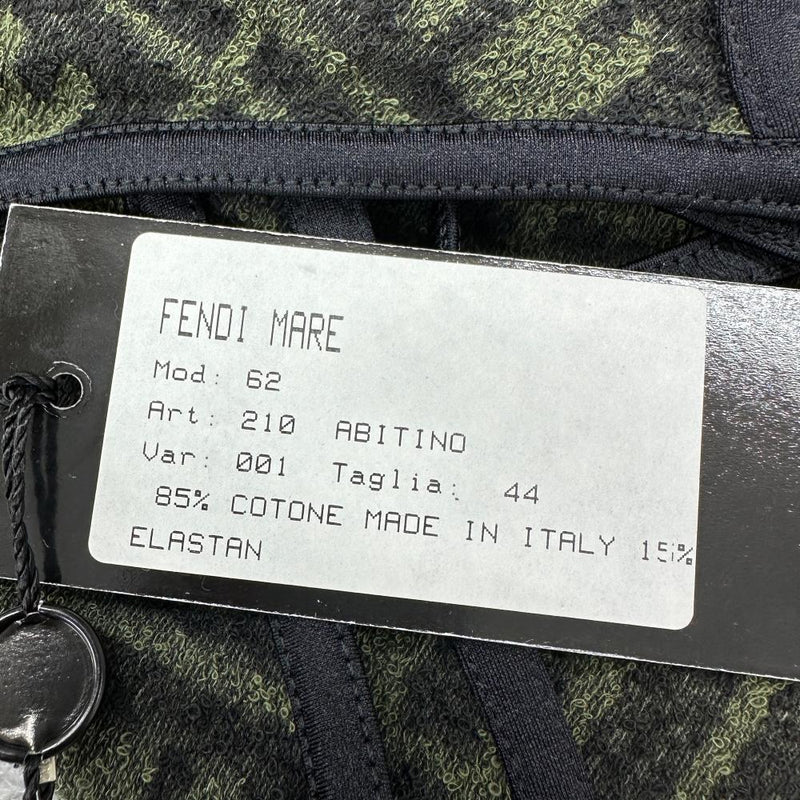 FENDI MARE
Mod: 62
Art: 210 ABITINO
Var: 001 Taglia: 44
85% COTONE MADE IN ITALY 15%
ELASTAN